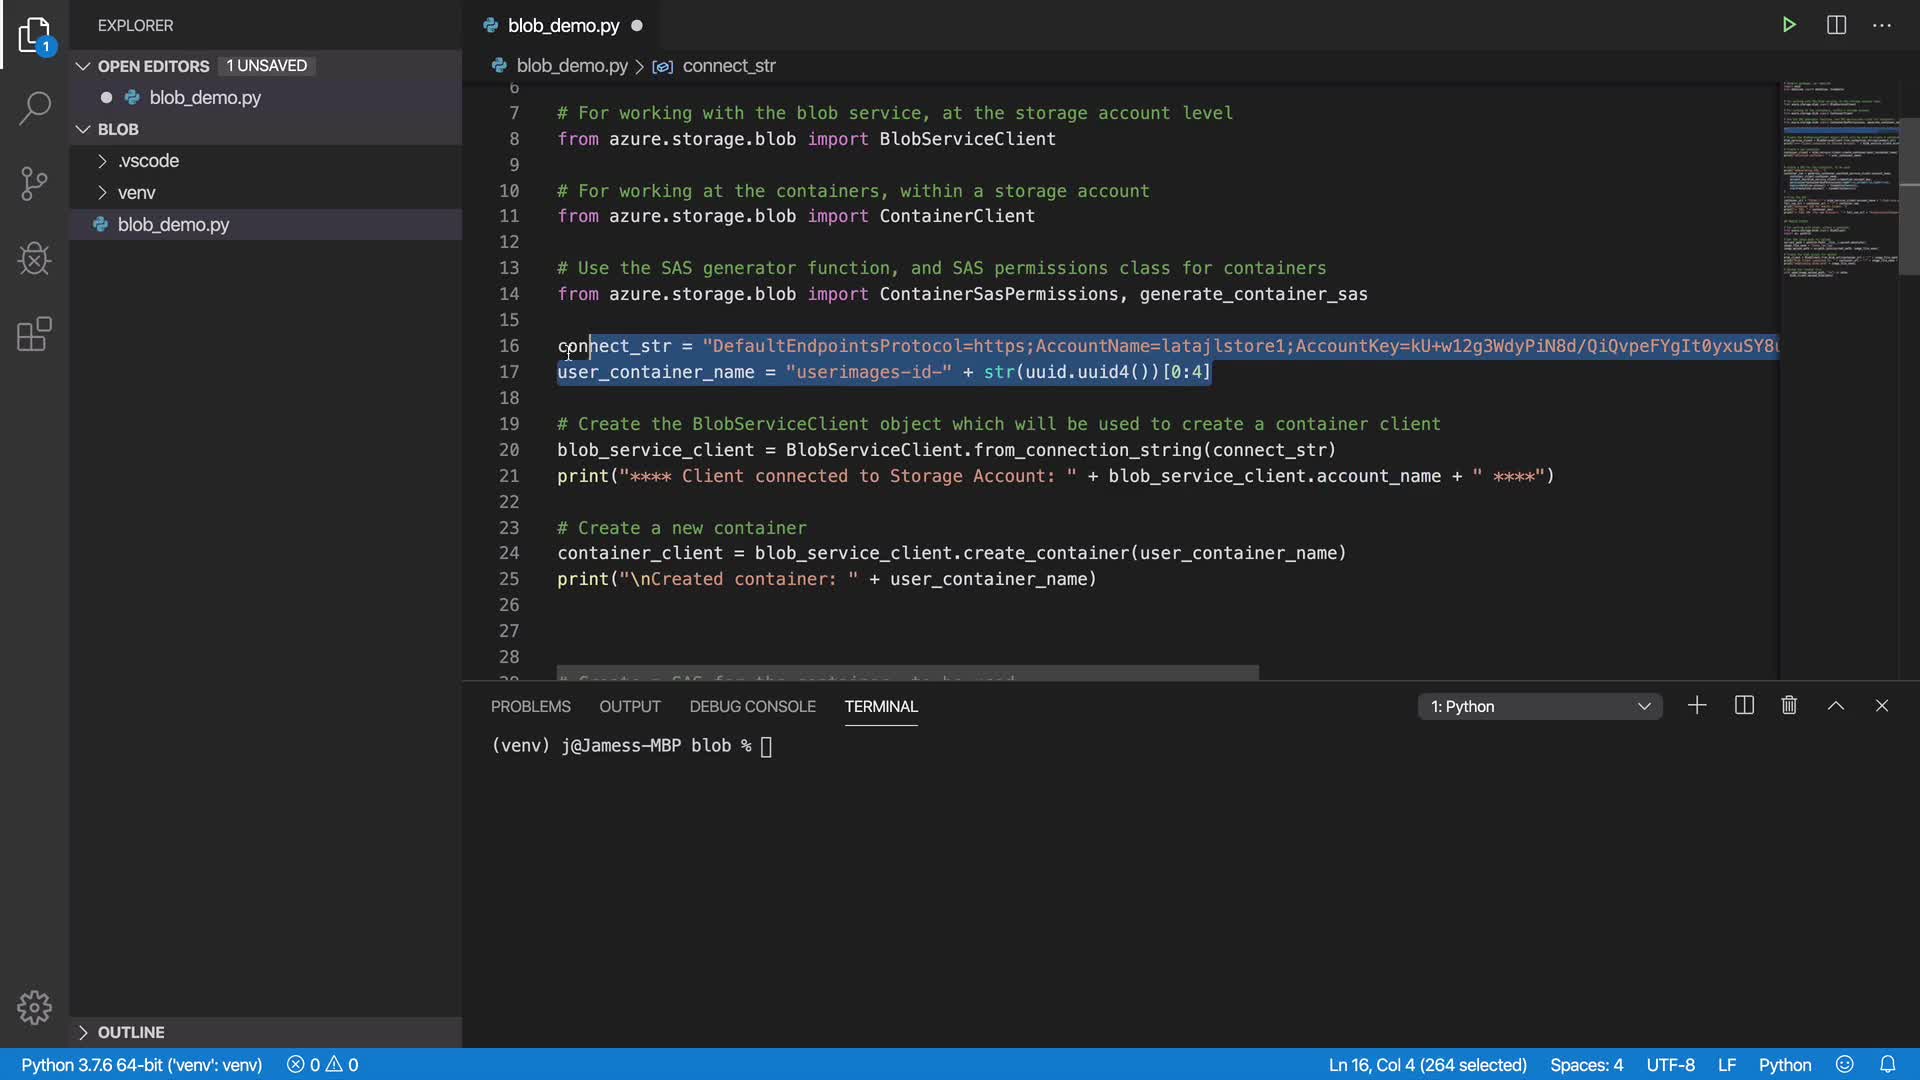 EXPLORER
OPEN EDITORS 1 UNSAVED
blob_demo.py
BLOB
.vscode
venv
blob_demo.py
OUTLINE
1
blob_demo.py
blob_demo.py > connect_str
6
7 # For working with the blob service, at the storage account level
8 from azure.storage.blob import BlobServiceClient
9
10 # For working at the containers, within a storage account
11 from azure.storage.blob import ContainerClient
12
13 # Use the SAS generator function, and SAS permissions class for containers
14 from azure.storage.blob import ContainerSasPermissions, generate_container_sas
15
16 connect_str = "DefaultEndpointsProtocol=https;AccountName=latajlstore1;AccountKey=kU+w12g3WdyPiN8d/QiQvpeFYgIt0yxuSY8u
17 user_container_name = "userimages-id-" + str(uuid.uuid4())[0:4]
18
19 # Create the BlobServiceClient object which will be used to create a container client
20 blob_service_client = BlobServiceClient.from_connection_string(connect_str)
21 print("**** Client connected to Storage Account: " + blob_service_client.account_name + " ****")
22
23 # Create a new container
24 container_client = blob_service_client.create_container(user_container_name)
25 print("\nCreated container: " + user_container_name)
26
27
28
PROBLEMS OUTPUT DEBUG CONSOLE TERMINAL 1: Python
(venv) j@Jamess-MBP blob %
Python 3.7.6 64-bit ('venv': venv) 0 0 Ln 16, Col 4 (264 selected) Spaces: 4 UTF-8 LF Python